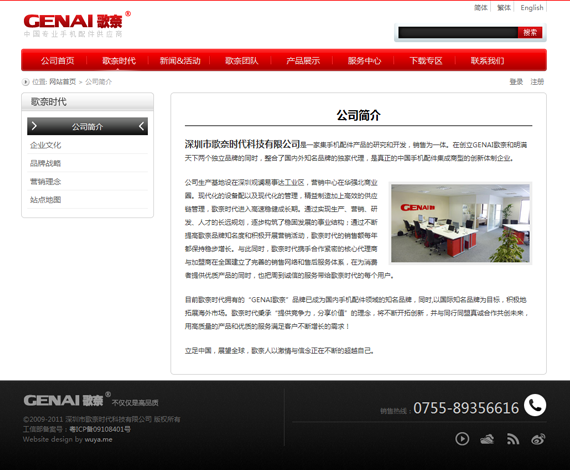 简体 | 繁体 | English
GENAI歌奈®
中国专业手机配件供应商
搜索
公司首页 歌奈时代 新闻&活动 歌奈团队 产品展示 服务中心 下载专区 联系我们
位置: 网站首页 > 公司简介
登录 注册
歌奈时代
公司简介
企业文化
品牌战略
营销理念
站点地图
公司简介
深圳市歌奈时代科技有限公司是一家集手机配件产品的研究和开发，销售为一体。在创立GENAI歌奈和明满
天下两个独立品牌的同时，整合了国内外知名品牌的独家代理，是真正的中国手机配件集成商型的创新体制企业。
公司生产基地设在深圳观澜易事达工业区，营销中心在华强北商业
圈。现代化的设备配以及现代化的管理，精益制造加上高效的供应
链管理，歌奈时代进入高速稳健成长期。通过实现生产、营销、研
发、人才的长远规划，逐步构筑了稳固发展的事业结构；通过不断
提高歌奈品牌知名度和积极开展营销活动，歌奈时代的销售额每年
都保持稳步增长。与此同时，歌奈时代携手合作紧密的核心代理商
与加盟商在全国建立了完善的销售网络和售后服务体系，在为消费
者提供优质产品的同时，也把周到诚信的服务带给歌奈时代的每个用户。
GENAI歌奈
目前歌奈时代拥有的“GENAI歌奈”品牌已成为国内手机配件领域的知名品牌，同时,以国际知名品牌为目标，积极地
拓展海外市场。歌奈时代秉承“提供竞争力，分享价值”的理念，将不断开拓创新，并与同行同盟真诚合作共创未来，
用高质量的产品和优质的服务满足客户不断增长的需求！
立足中国，展望全球，歌奈人以激情与信念正在不断的超越自己。
GENAI歌奈® 不仅仅是高品质
©2009-2011 深圳市歌奈时代科技有限公司 版权所有
工信部备案号：粤ICP备09108401号
Website design by wuya.me
销售热线：0755-89356616